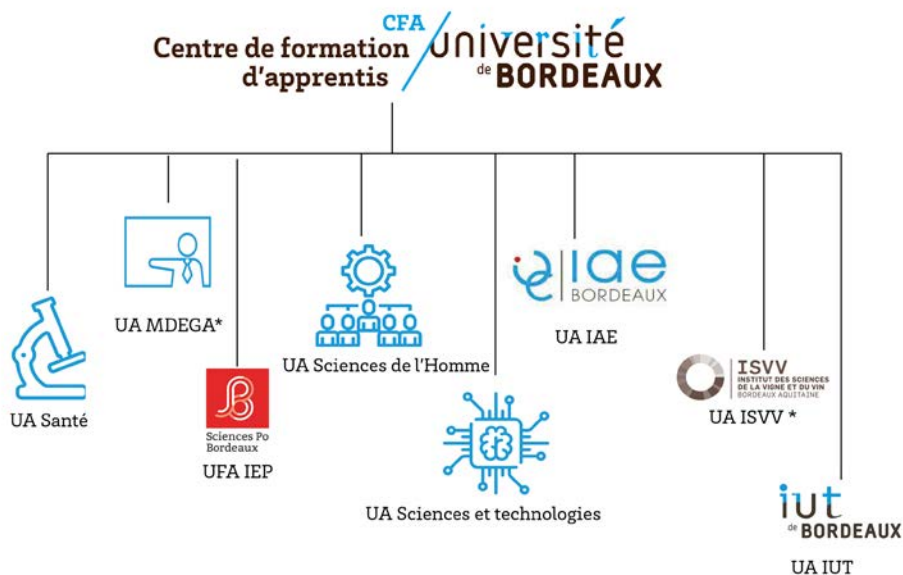 CFA
Centre de formation
d'apprentis
université
de BORDEAUX
UA Santé
UA MDEGA*
Sciences Po
Bordeaux
UFA IEP
UA Sciences de l'Homme
UA Sciences et technologies
iae
BORDEAUX
UA IAE
ISVV
INSTITUT DES SCIENCES
DE LA VIGNE ET DU VIN
BORDEAUX AQUITAINE
UA ISVV *
iut
de BORDEAUX
UA IUT